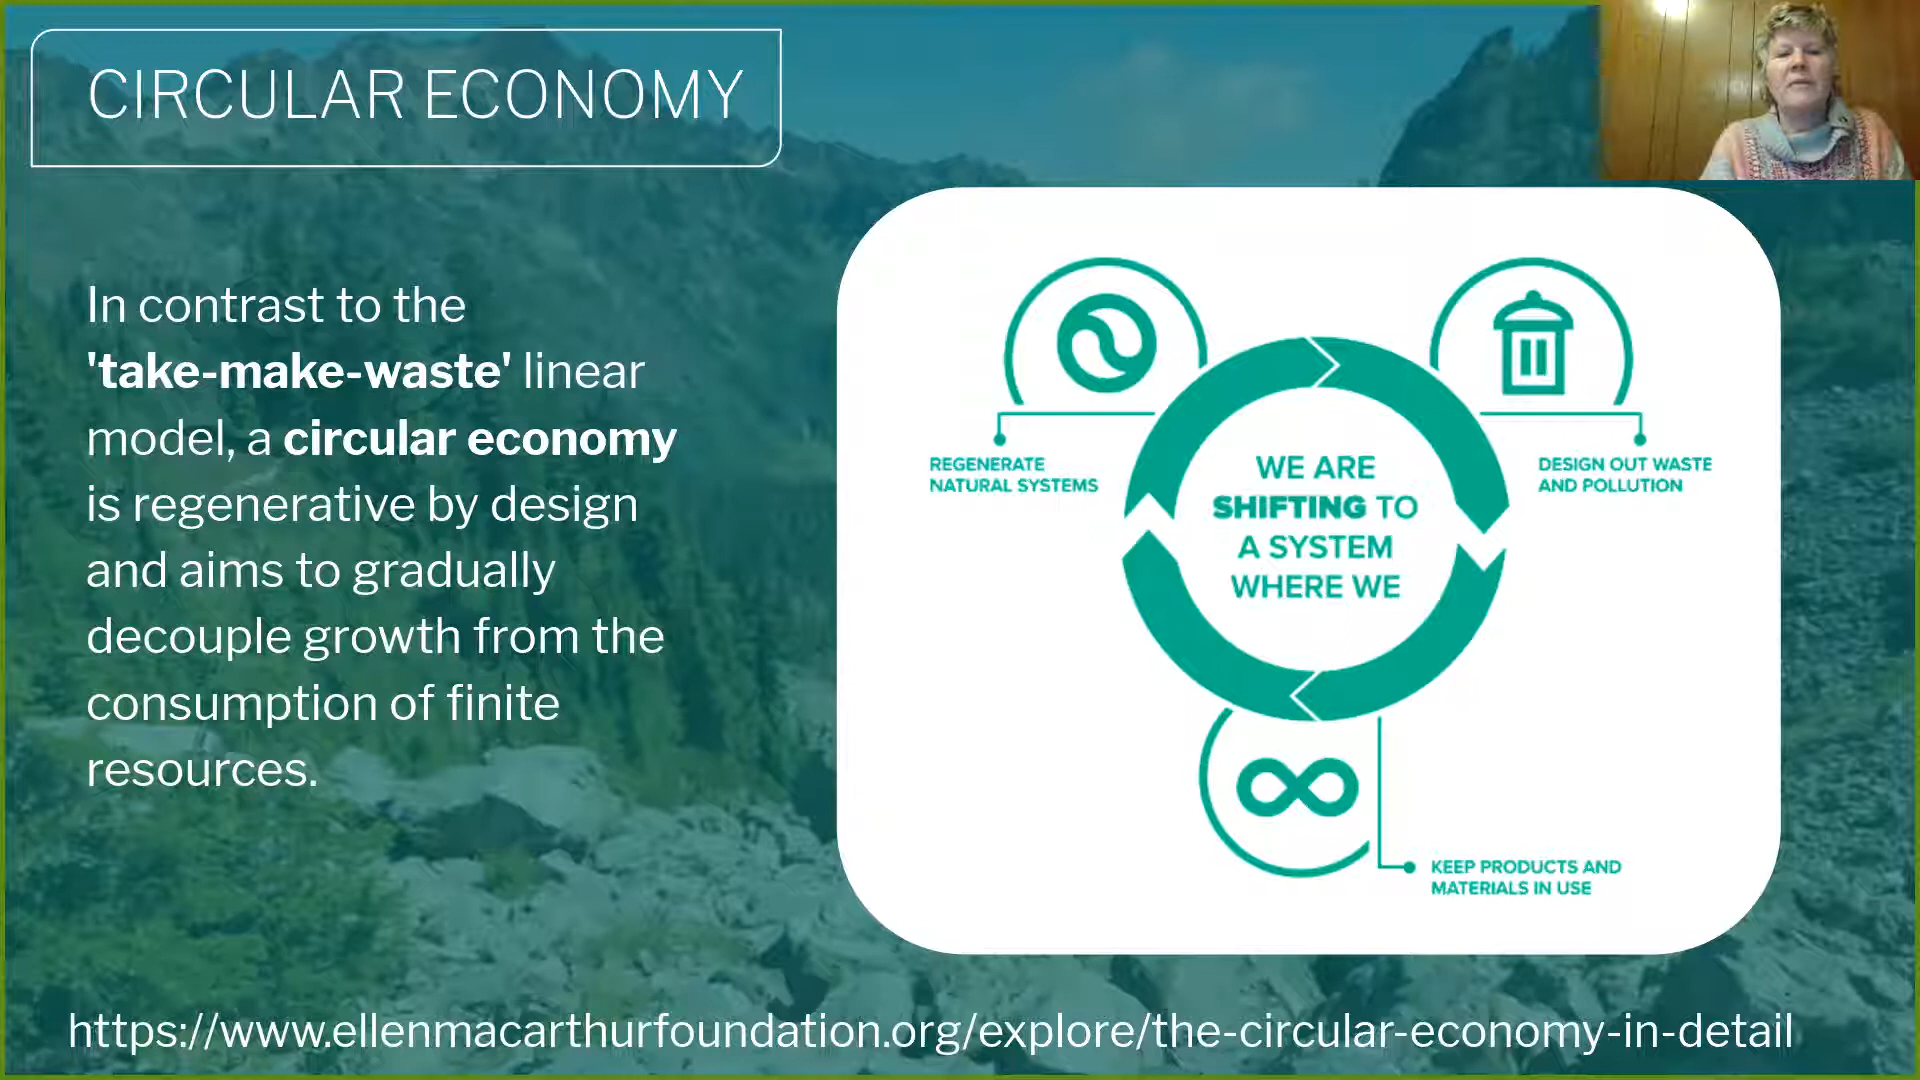 CIRCULAR ECONOMY
In contrast to the
'take-make-waste' linear
model, a circular economy
is regenerative by design
and aims to gradually
decouple growth from the
consumption of finite
resources.
REGENERATE
NATURAL SYSTEMS
WE ARE
SHIFTING TO
A SYSTEM
WHERE WE
DESIGN OUT WASTE
AND POLLUTION
KEEP PRODUCTS AND
MATERIALS IN USE
https://www.ellenmacarthurfoundation.org/explore/the-circular-economy-in-detail